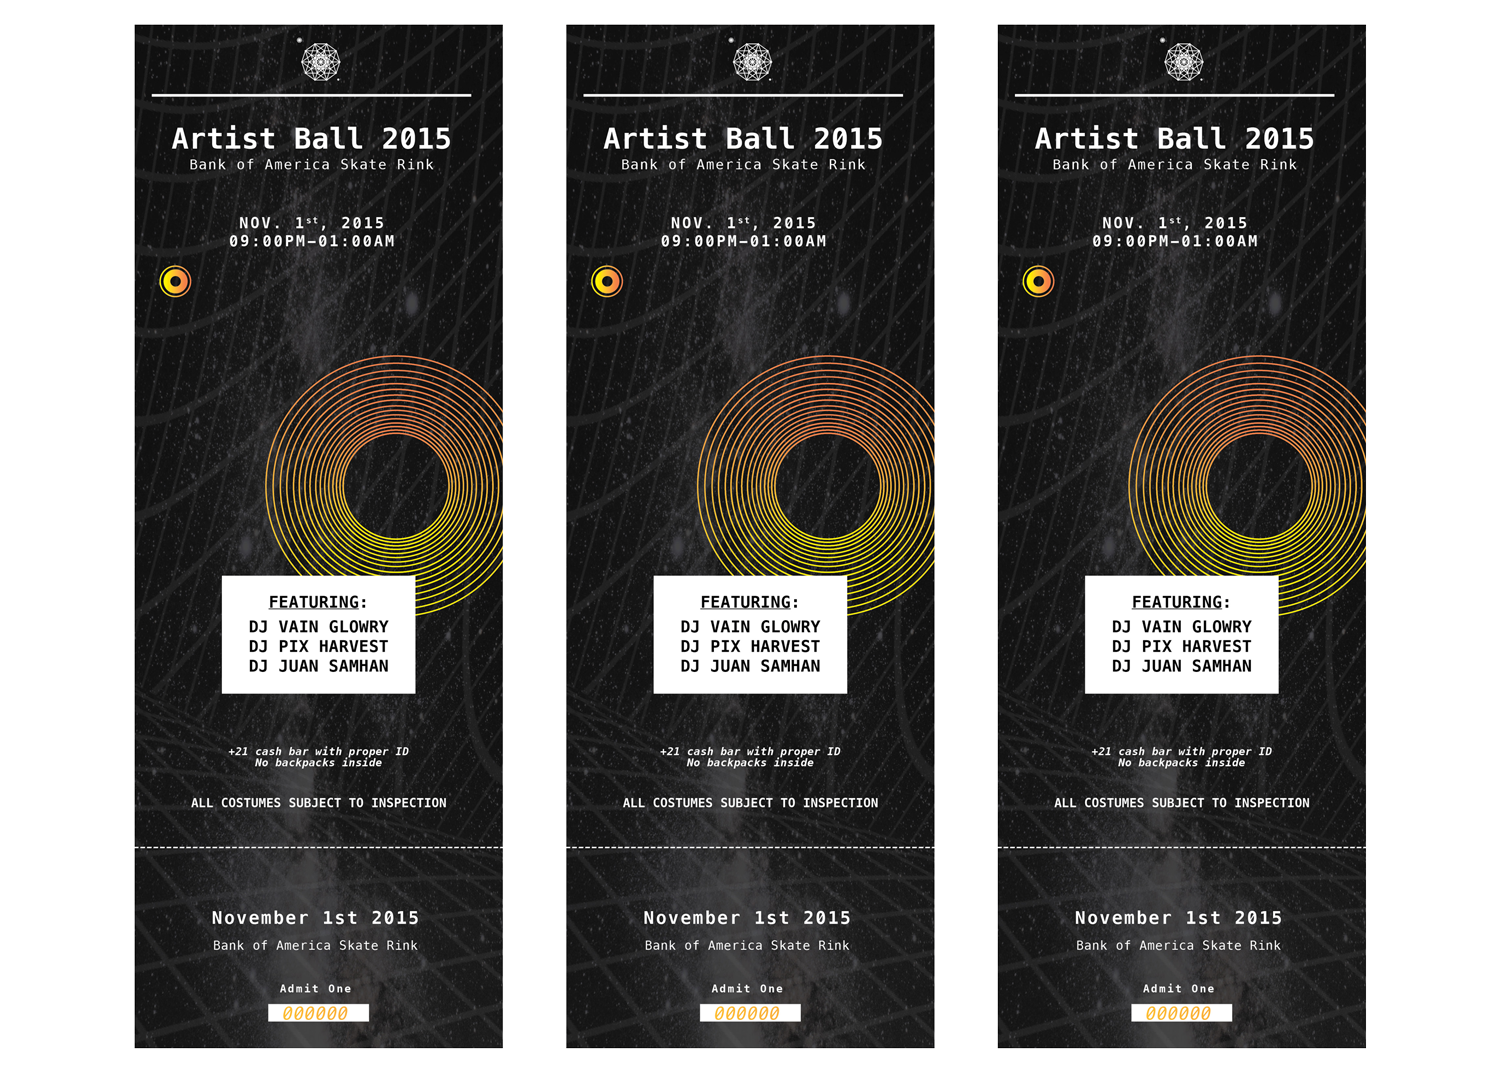 Artist Ball 2015
Bank of America Skate Rink
NOV. 1st, 2015
09:00PM–01:00AM
FEATURING:
DJ VAIN GLOWRY
DJ PIX HARVEST
DJ JUAN SAMHAN
+21 cash bar with proper ID
No backpacks inside
ALL COSTUMES SUBJECT TO INSPECTION
November 1st 2015
Bank of America Skate Rink
Admit One
000000
Artist Ball 2015
Bank of America Skate Rink
NOV. 1st, 2015
09:00PM–01:00AM
FEATURING:
DJ VAIN GLOWRY
DJ PIX HARVEST
DJ JUAN SAMHAN
+21 cash bar with proper ID
No backpacks inside
ALL COSTUMES SUBJECT TO INSPECTION
November 1st 2015
Bank of America Skate Rink
Admit One
000000
Artist Ball 2015
Bank of America Skate Rink
NOV. 1st, 2015
09:00PM–01:00AM
FEATURING:
DJ VAIN GLOWRY
DJ PIX HARVEST
DJ JUAN SAMHAN
+21 cash bar with proper ID
No backpacks inside
ALL COSTUMES SUBJECT TO INSPECTION
November 1st 2015
Bank of America Skate Rink
Admit One
000000